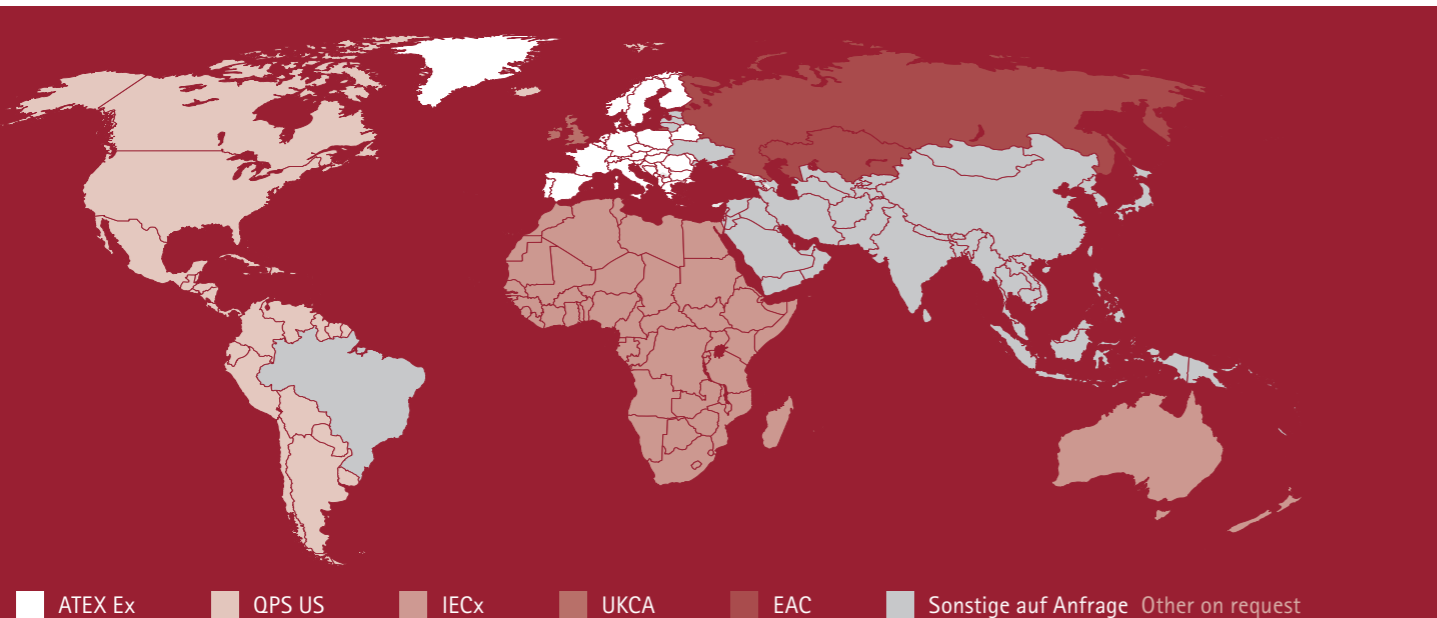 ATEX Ex QPS US IECx UKCA EAC Sonstige auf Anfrage Other on request